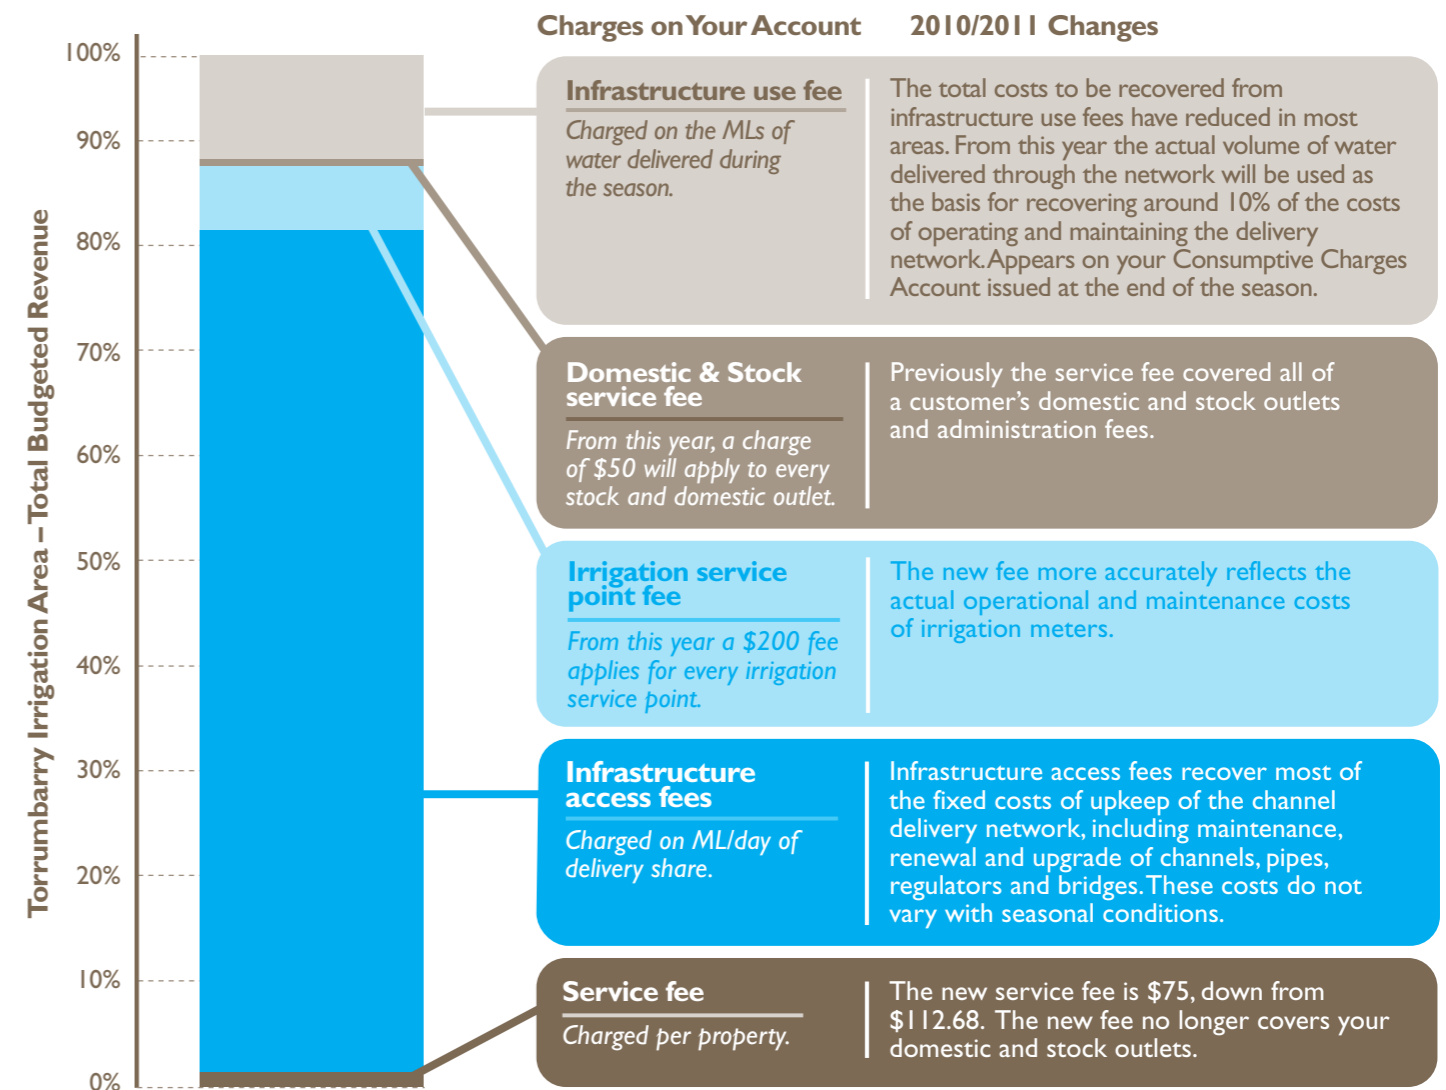 Charges on Your Account
2010/2011 Changes
Torrumbarry Irrigation Area – Total Budgeted Revenue
100%
90%
80%
70%
60%
50%
40%
30%
20%
10%
0%
Infrastructure use fee
Charged on the MLs of
water delivered during
the season.
The total costs to be recovered from
infrastructure use fees have reduced in most
areas. From this year the actual volume of water
delivered through the network will be used as
the basis for recovering around 10% of the costs
of operating and maintaining the delivery
network. Appears on your Consumptive Charges
Account issued at the end of the season.
Domestic & Stock
service fee
From this year, a charge
of $50 will apply to every
stock and domestic outlet.
Previously the service fee covered all of
a customer’s domestic and stock outlets
and administration fees.
Irrigation service
point fee
From this year a $200 fee
applies for every irrigation
service point.
The new fee more accurately reflects the
actual operational and maintenance costs
of irrigation meters.
Infrastructure
access fees
Charged on ML/day of
delivery share.
Infrastructure access fees recover most of
the fixed costs of upkeep of the channel
delivery network, including maintenance,
renewal and upgrade of channels, pipes,
regulators and bridges. These costs do not
vary with seasonal conditions.
Service fee
Charged per property.
The new service fee is $75, down from
$112.68. The new fee no longer covers your
domestic and stock outlets.